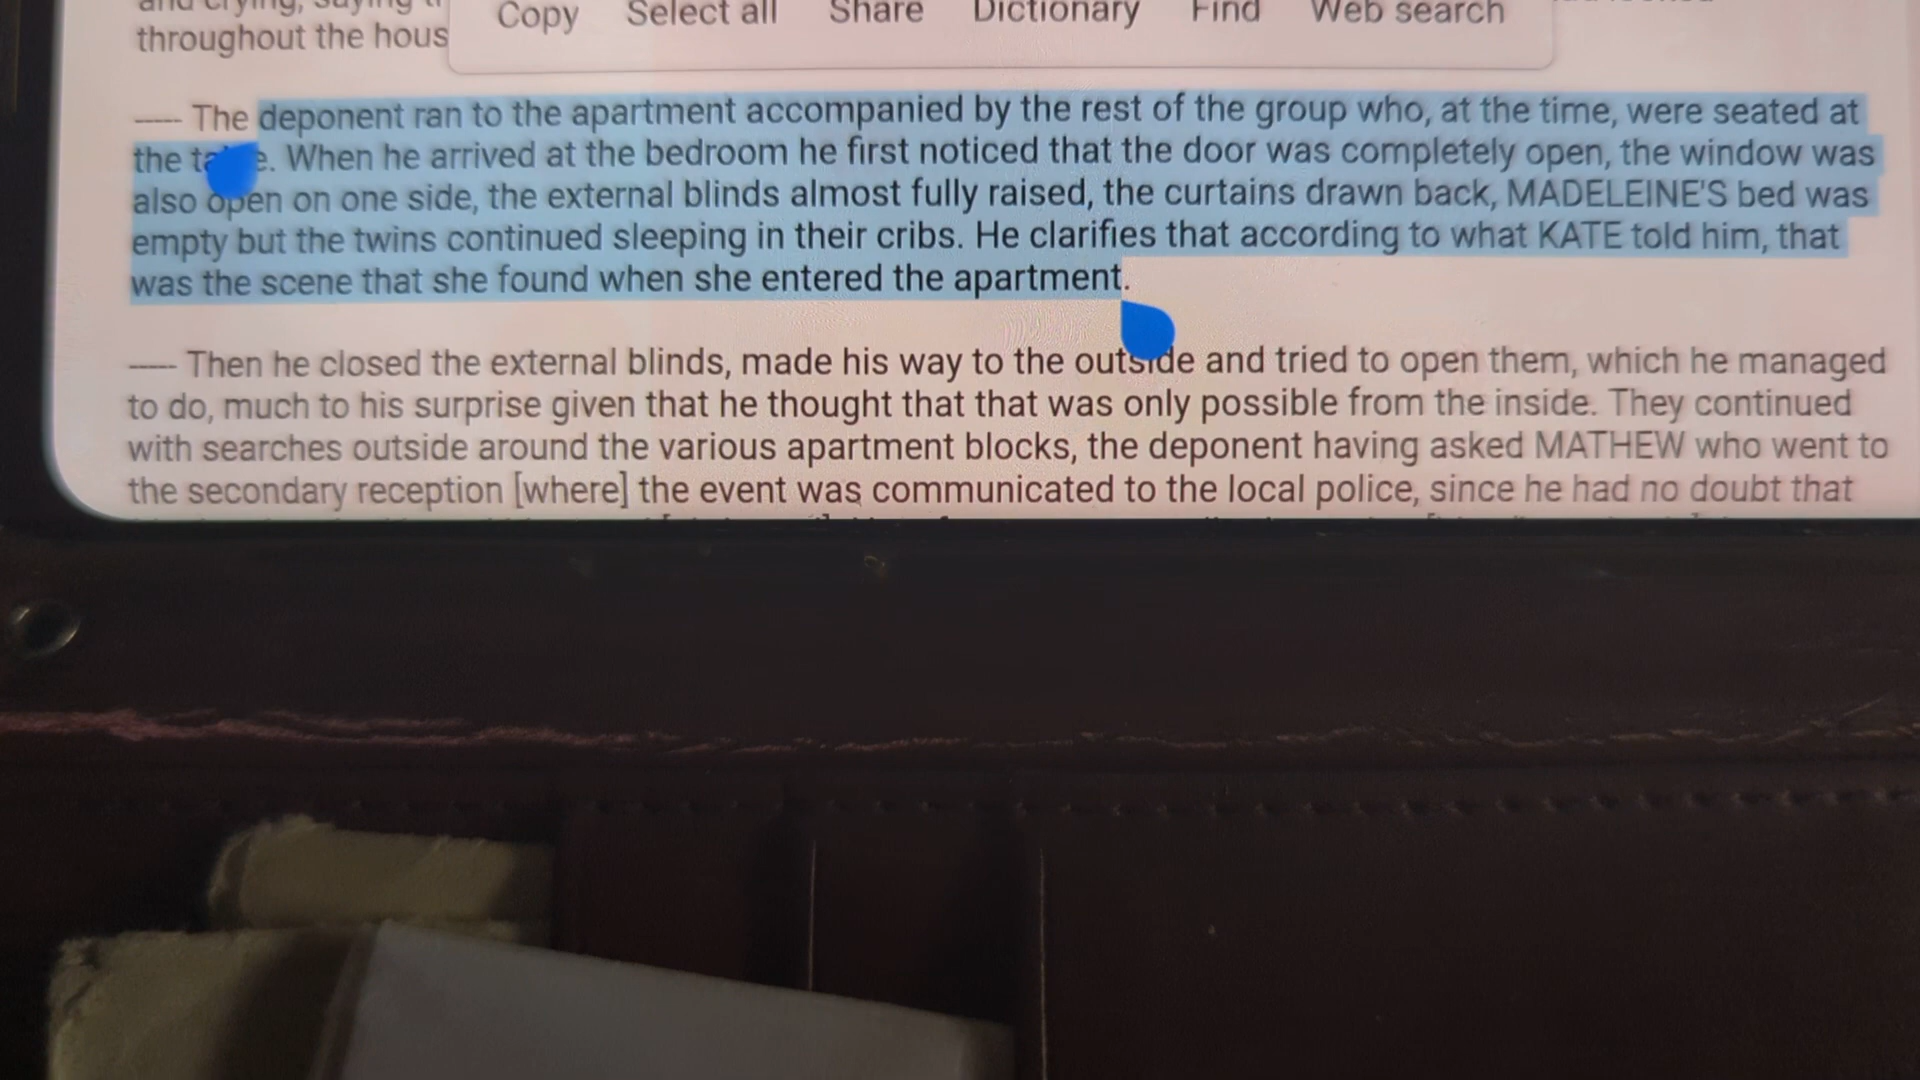 and crying, saying
Copy Select all Share Dictionary Find Web search
throughout the hous
----- The deponent ran to the apartment accompanied by the rest of the group who, at the time, were seated at
the e. When he arrived at the bedroom he first noticed that the door was completely open, the window was
also open on one side, the external blinds almost fully raised, the curtains drawn back, MADELEINE'S bed was
empty but the twins continued sleeping in their cribs. He clarifies that according to what KATE told him, that
was the scene that she found when she entered the apartment.
----- Then he closed the external blinds, made his way to the outside and tried to open them, which he managed
to do, much to his surprise given that he thought that that was only possible from the inside. They continued
with searches outside around the various apartment blocks, the deponent having asked MATHEW who went to
the secondary reception [where] the event was communicated to the local police, since he had no doubt that